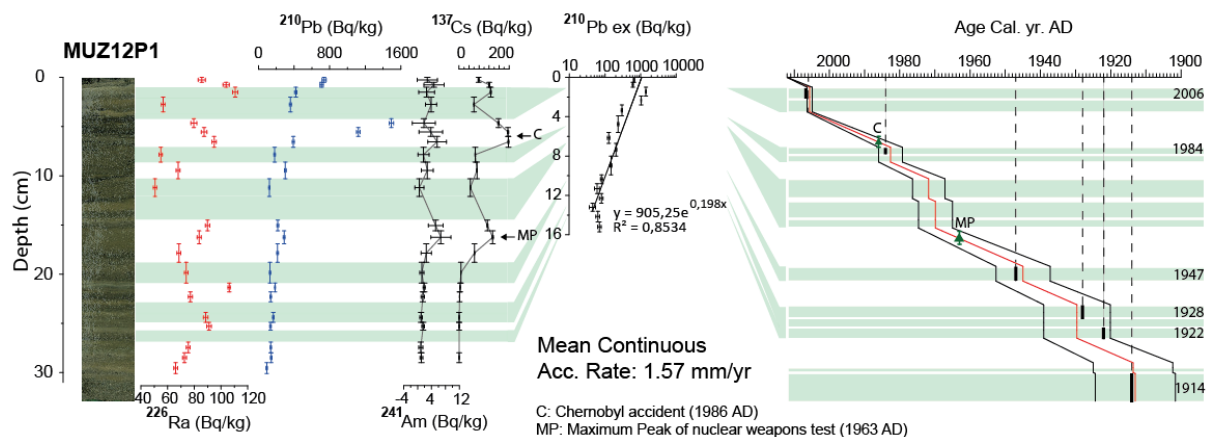 210Pb (Bq/kg) 137Cs (Bq/kg) 210Pb ex (Bq/kg) Age Cal. yr. AD
MUZ12P1
0 800 1600 0 200 10 100 1000 10000 2000 1980 1960 1940 1920 1900
0 10 20 30
Depth (cm)
0 4 8 12 16
C
MP
y = 905,25e0,198x
R² = 0,8534
C
MP
2006
1984
1947
1928
1922
1914
Mean Continuous
Acc. Rate: 1.57 mm/yr
40 60 80 100 120 -4 4 12
226Ra (Bq/kg) 241Am (Bq/kg)
C: Chernobyl accident (1986 AD)
MP: Maximum Peak of nuclear weapons test (1963 AD)